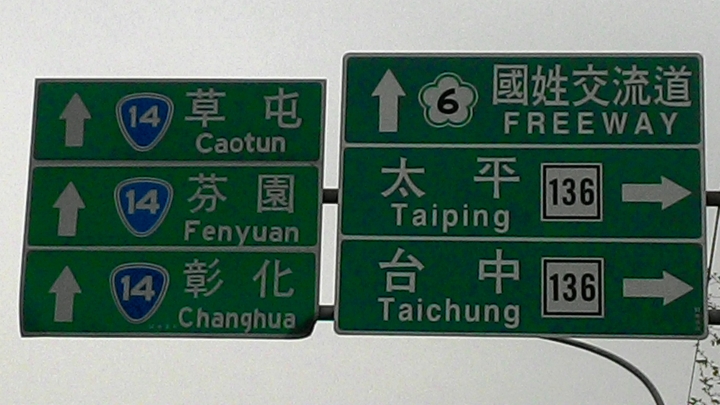 14 草屯
Caotun
14 芬園
Fenyuan
14 彰化
Changhua
6 國姓交流道
FREEWAY
太平 136
Taiping
台中 136
Taichung